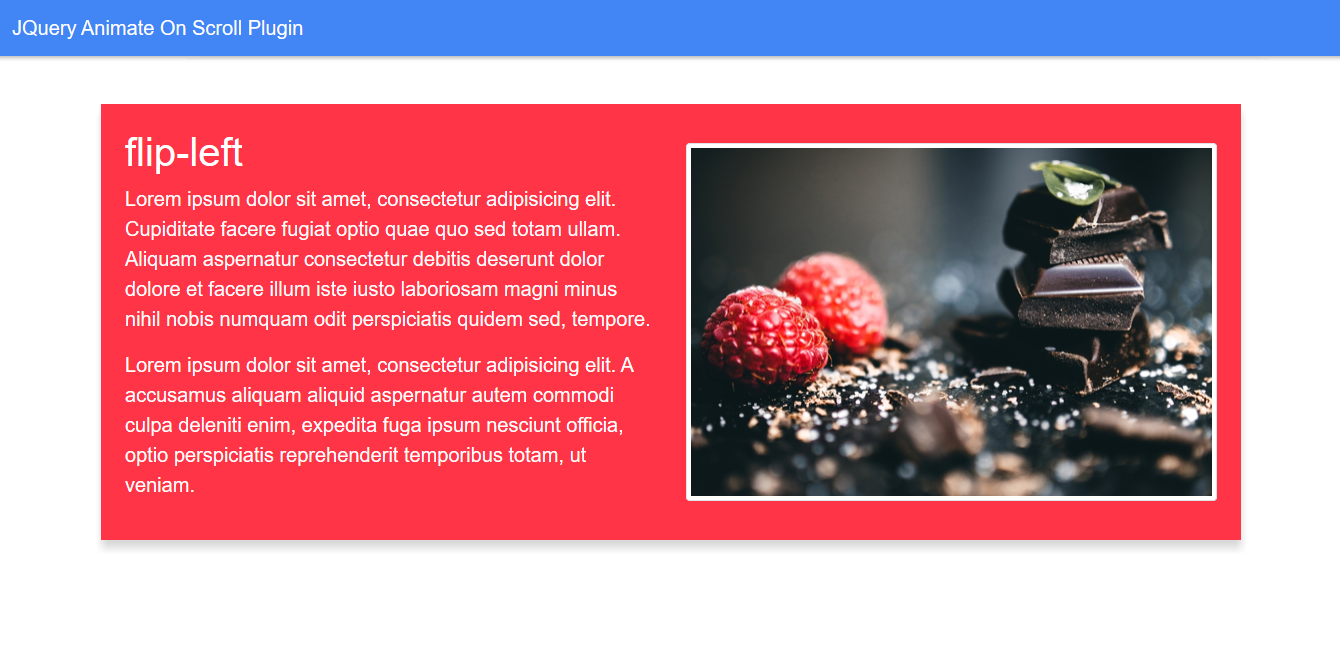 JQuery Animate On Scroll Plugin
flip-left
Lorem ipsum dolor sit amet, consectetur adipisicing elit.
Cupiditate facere fugiat optio quae quo sed totam ullam.
Aliquam aspernatur consectetur debitis deserunt dolor
dolore et facere illum iste iusto laboriosam magni minus
nihil nobis numquam odit perspiciatis quidem sed, tempore.
Lorem ipsum dolor sit amet, consectetur adipisicing elit. A
accusamus aliquam aliquid aspernatur autem commodi
culpa deleniti enim, expedita fuga ipsum nesciunt officia,
optio perspiciatis reprehenderit temporibus totam, ut
veniam.